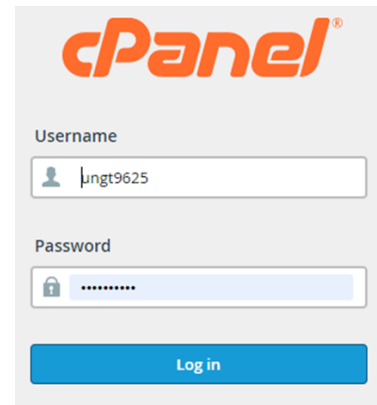 cPanel®
Username
ungt9625
Password
••••••••••
Log in